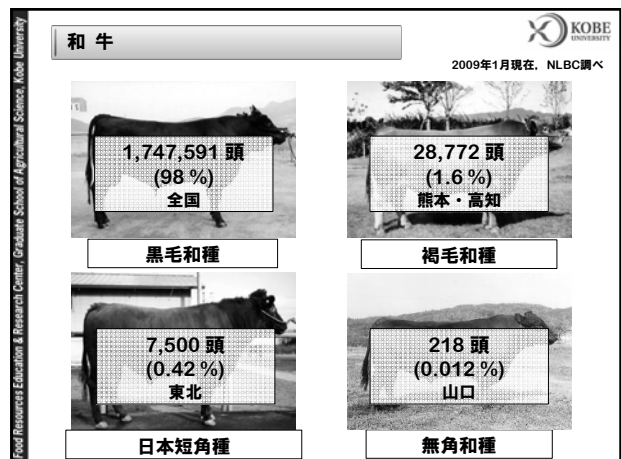 和 牛
KOBE
UNIVERSITY
2009年1月現在, NLBC調べ
1,747,591 頭
(98 %)
全国
黒毛和種
28,772 頭
(1.6 %)
熊本・高知
褐毛和種
7,500 頭
(0.42 %)
東北
日本短角種
218 頭
(0.012 %)
山口
無角和種
Food Resources Education & Research Center, Graduate School of Agricultural Science, Kobe University